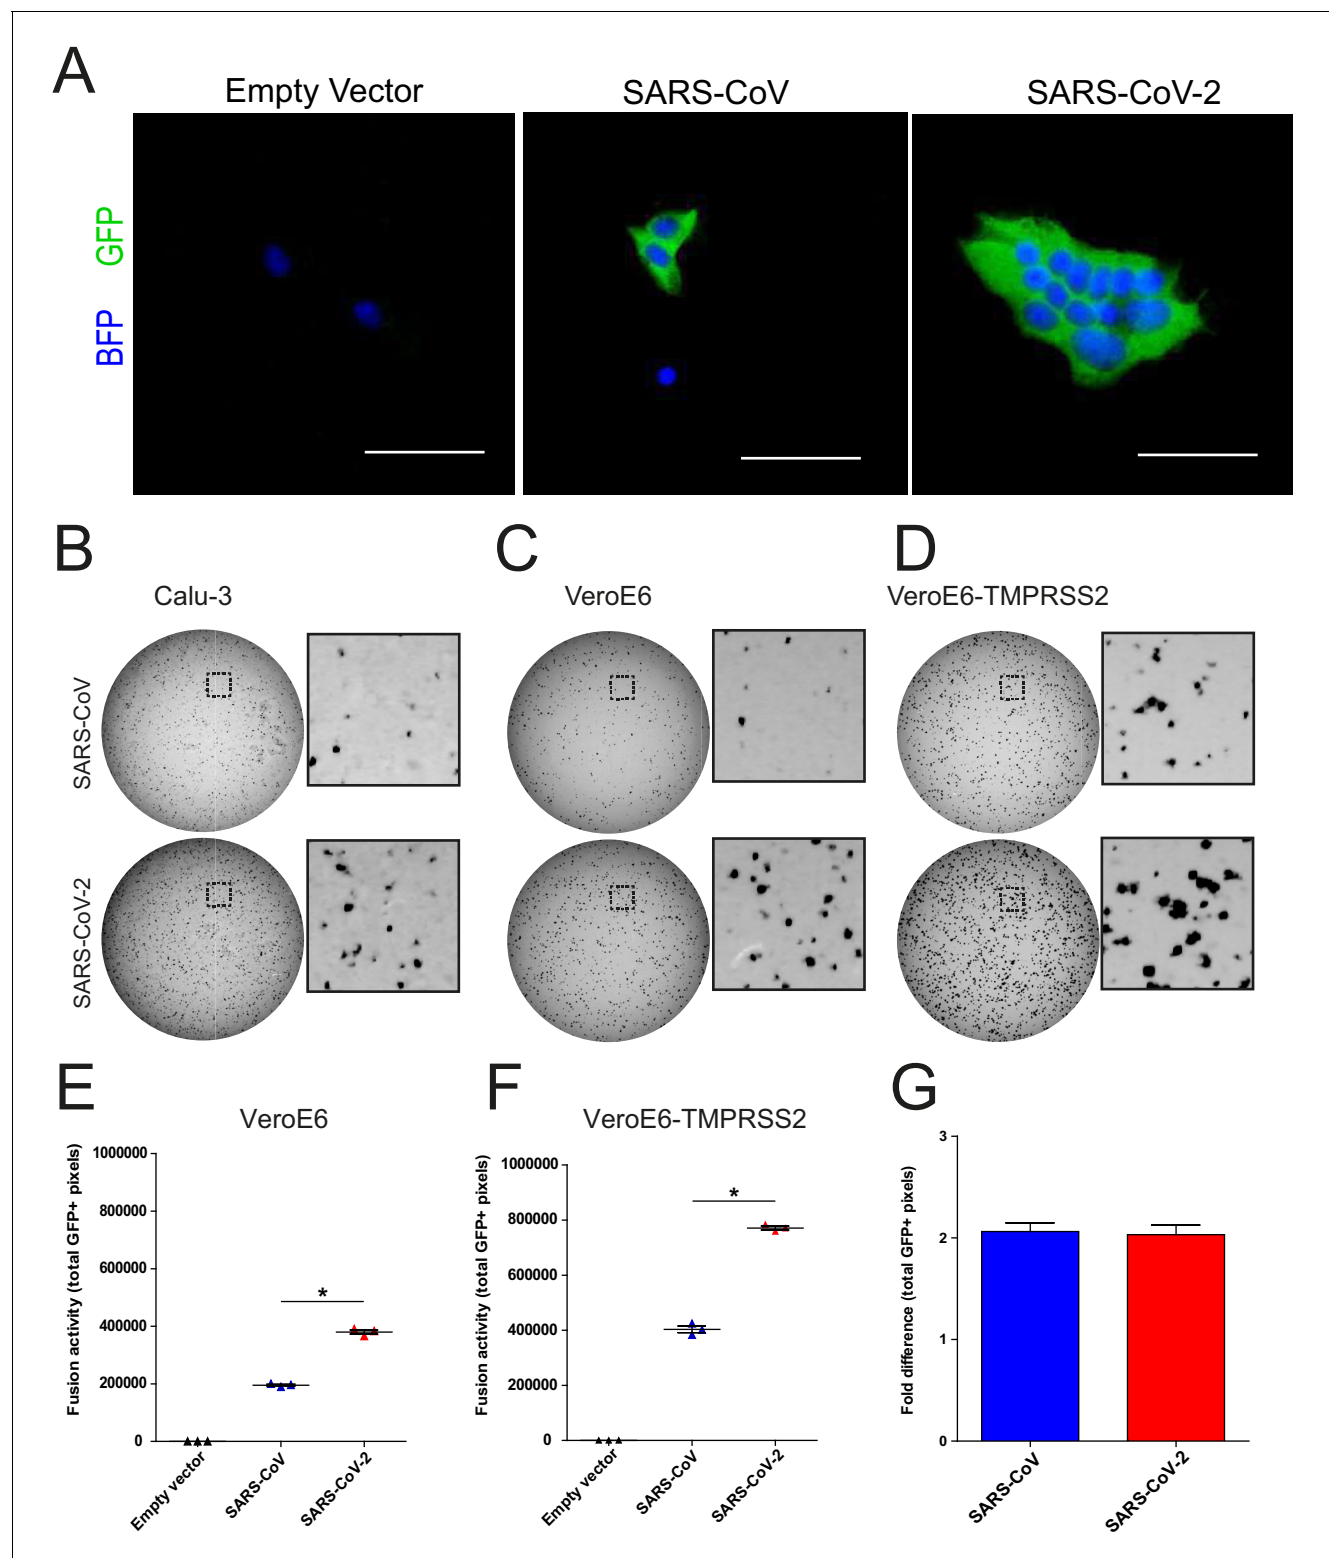 A
Empty Vector
SARS-CoV
SARS-CoV-2
BFP GFP
B
C
D
Calu-3
VeroE6
VeroE6-TMPRSS2
SARS-CoV
SARS-CoV-2
E
F
G
VeroE6
VeroE6-TMPRSS2
Fusion activity (total GFP+ pixels)
1000000
800000
600000
400000
200000
0
*
Empty vector
SARS-CoV
SARS-CoV-2
Fusion activity (total GFP+ pixels)
1000000
800000
600000
400000
200000
0
*
Empty vector
SARS-CoV
SARS-CoV-2
Fold difference (total GFP+ pixels)
3
2
1
0
SARS-CoV
SARS-CoV-2